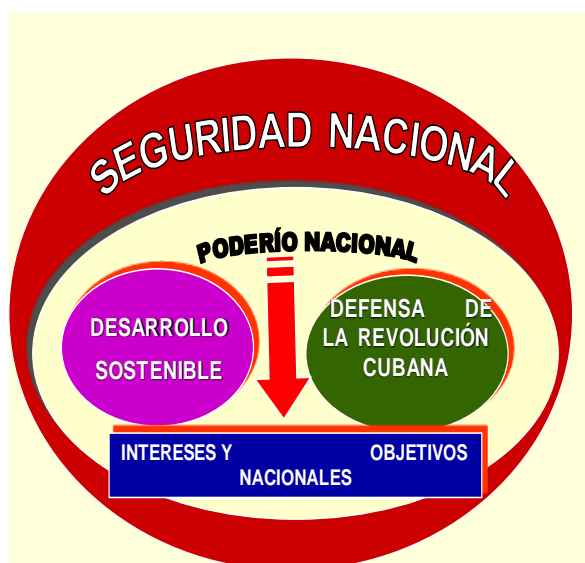 SEGURIDAD NACIONAL
PODERÍO NACIONAL
DESARROLLO
SOSTENIBLE
DEFENSA DE
LA REVOLUCIÓN
CUBANA
INTERESES Y OBJETIVOS
NACIONALES